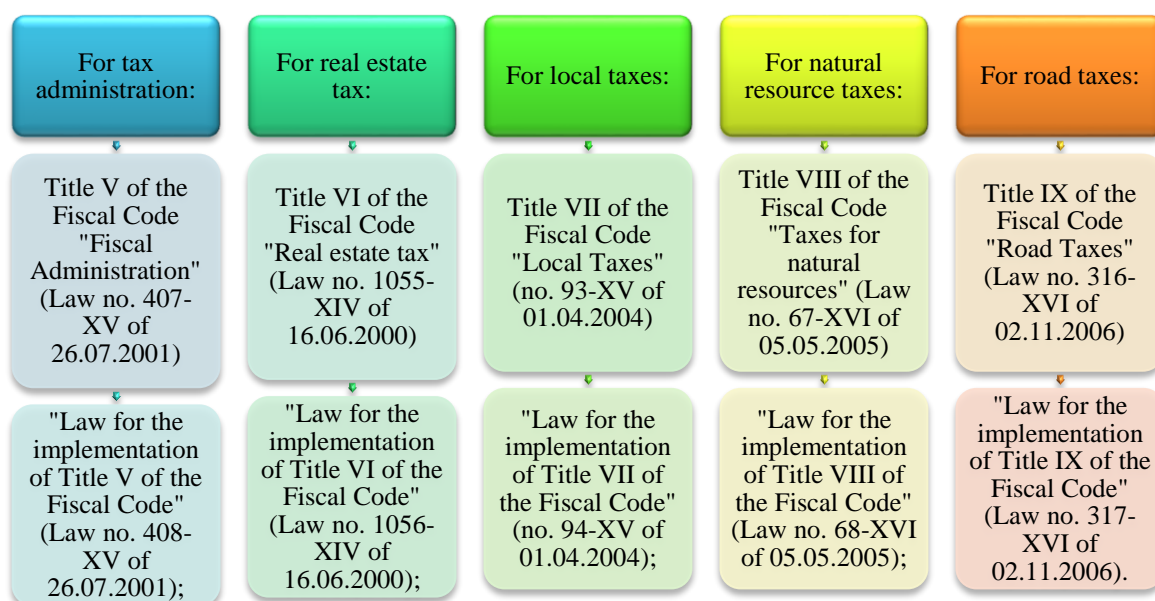 For tax
administration:
Title V of the
Fiscal Code
"Fiscal
Administration"
(Law no. 407-
XV of
26.07.2001)
"Law for the
implementation
of Title V of the
Fiscal Code"
(Law no. 408-
XV of
26.07.2001);
For real estate
tax:
Title VI of the
Fiscal Code
"Real estate tax"
(Law no. 1055-
XIV of
16.06.2000)
"Law for the
implementation
of Title VI of the
Fiscal Code"
(Law no. 1056-
XIV of
16.06.2000);
For local taxes:
Title VII of the
Fiscal Code
"Local Taxes"
(no. 93-XV of
01.04.2004)
"Law for the
implementation
of Title VII of
the Fiscal Code"
(no. 94-XV of
01.04.2004);
For natural
resource taxes:
Title VIII of the
Fiscal Code
"Taxes for
natural
resources" (Law
no. 67-XVI of
05.05.2005)
"Law for the
implementation
of Title VIII of
the Fiscal Code"
(Law no. 68-XVI
of 05.05.2005);
For road taxes:
Title IX of the
Fiscal Code
"Road Taxes"
(Law no. 316-
XVI of
02.11.2006)
"Law for the
implementation
of Title IX of the
Fiscal Code"
(Law no. 317-
XVI of
02.11.2006).